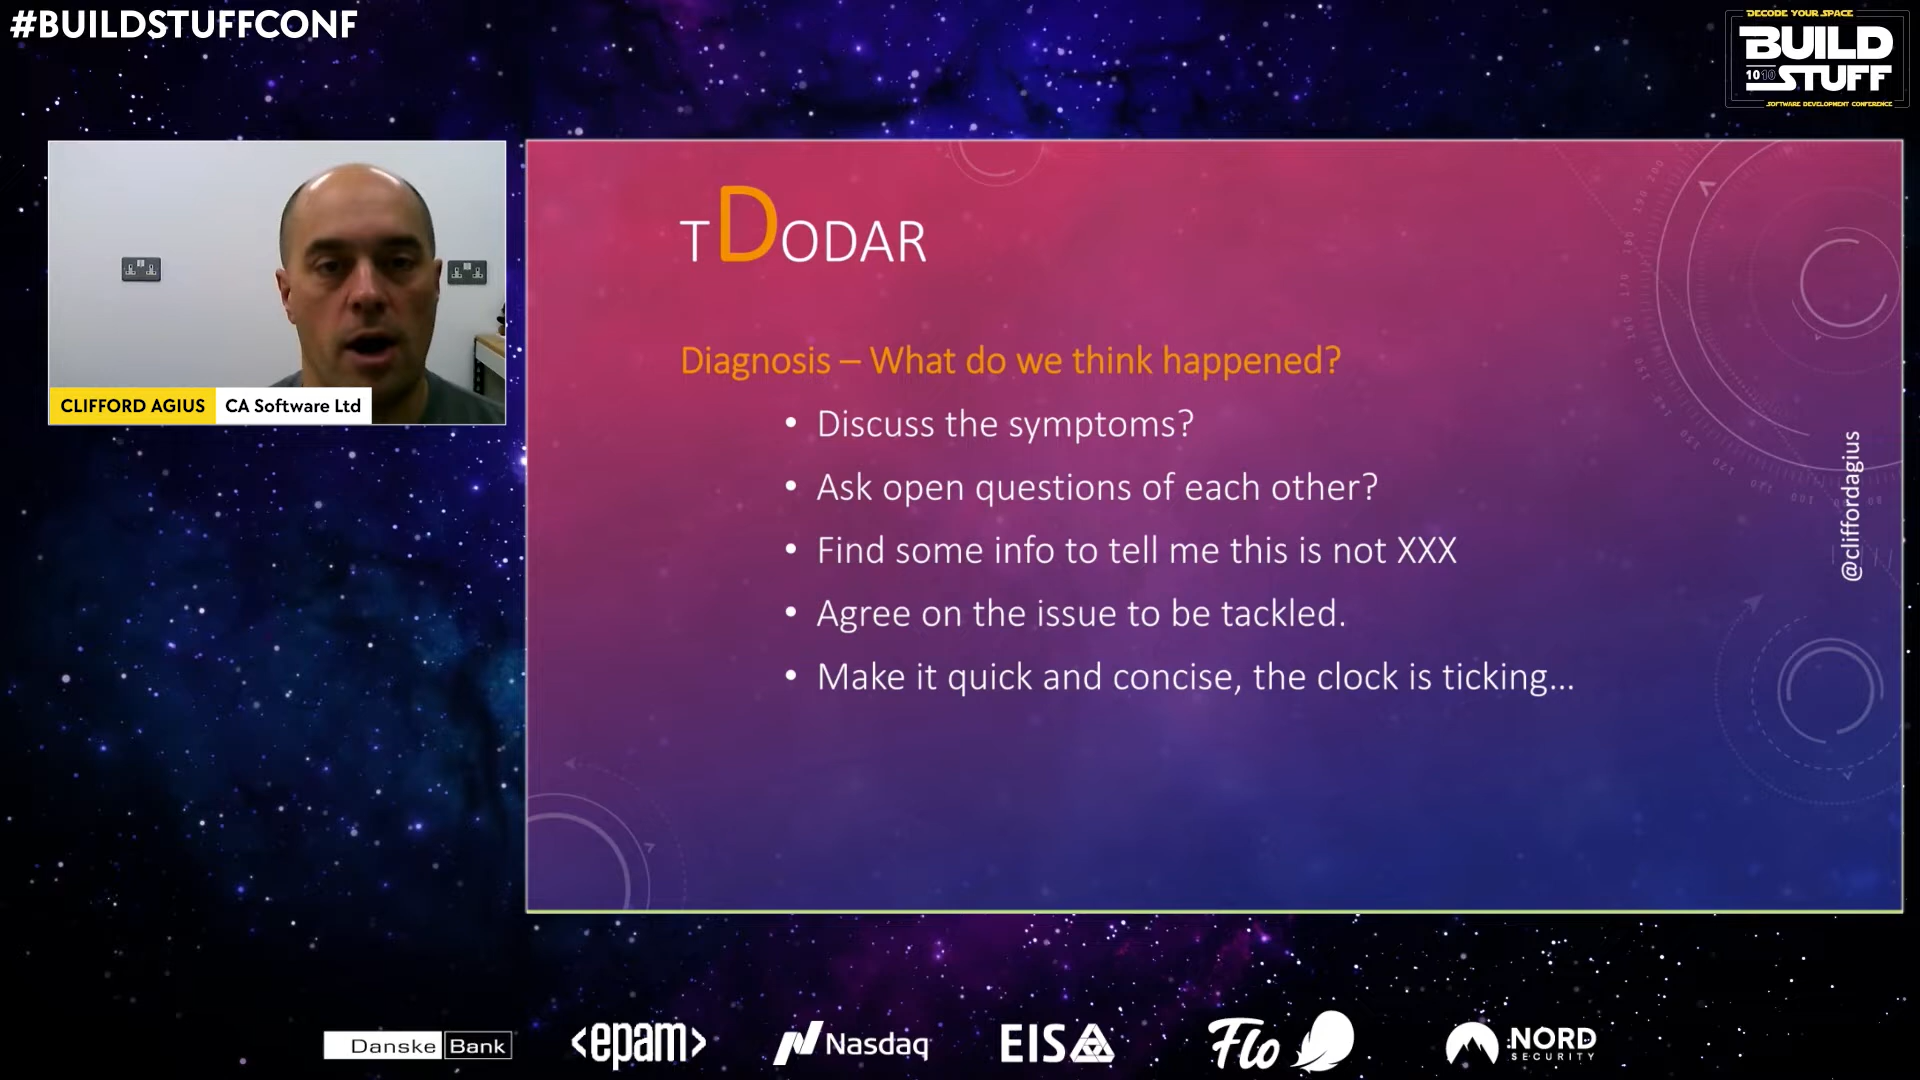 #BUILDSTUFFCONF
DECODE YOUR SPACE
BUILD
1010 STUFF
SOFTWARE DEVELOPMENT CONFERENCE
TDODAR
Diagnosis – What do we think happened?
• Discuss the symptoms?
• Ask open questions of each other?
• Find some info to tell me this is not XXX
• Agree on the issue to be tackled.
• Make it quick and concise, the clock is ticking...
@cliffordagius
CLIFFORD AGIUS CA Software Ltd
Danske Bank
<epam>
Nasdaq
EIS
Flo
NORD
SECURITY